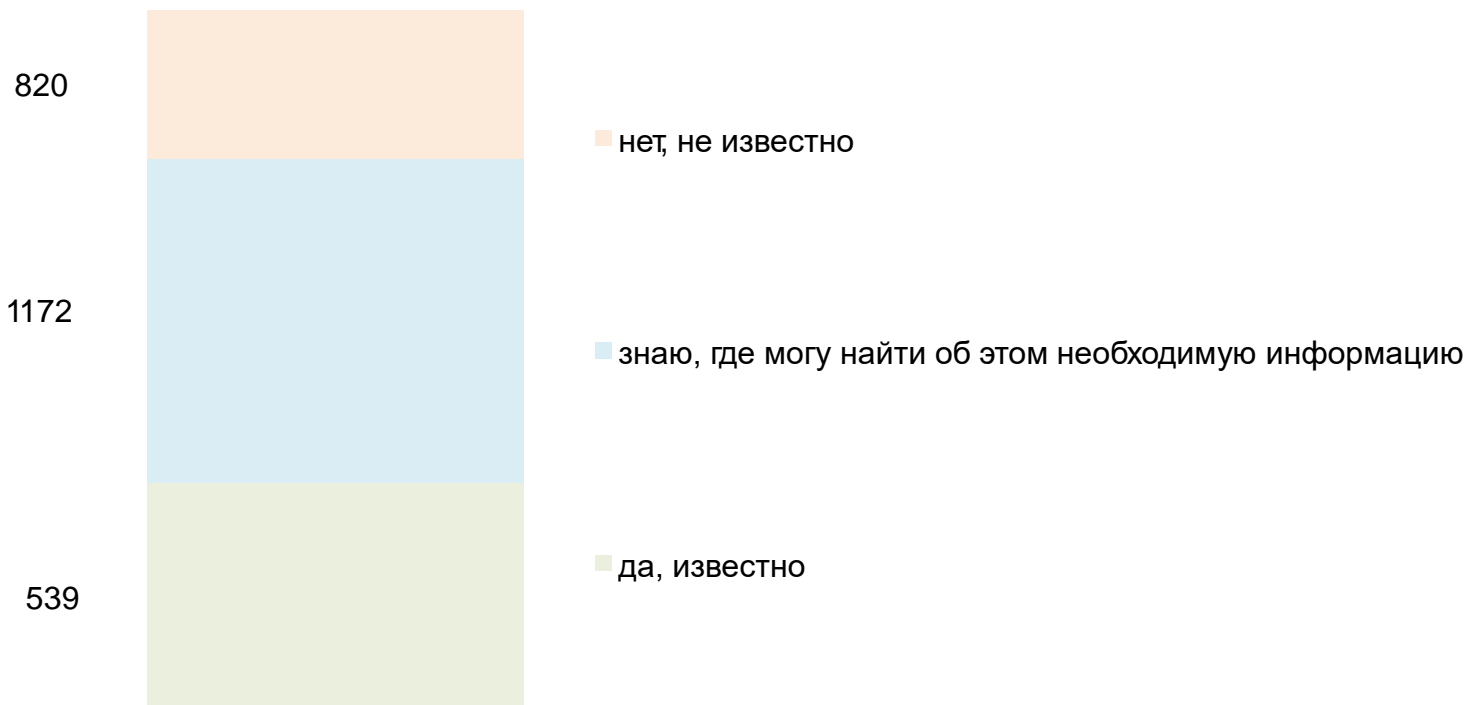 820
нет, не известно
1172
знаю, где могу найти об этом необходимую информацию
да, известно
539